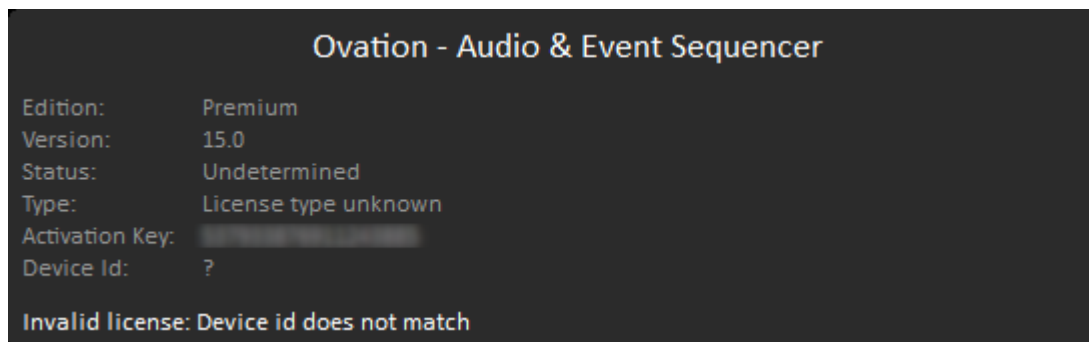 Ovation - Audio & Event Sequencer
Edition: Premium
Version: 15.0
Status: Undetermined
Type: License type unknown
Activation Key:
Device Id: ?
Invalid license: Device id does not match